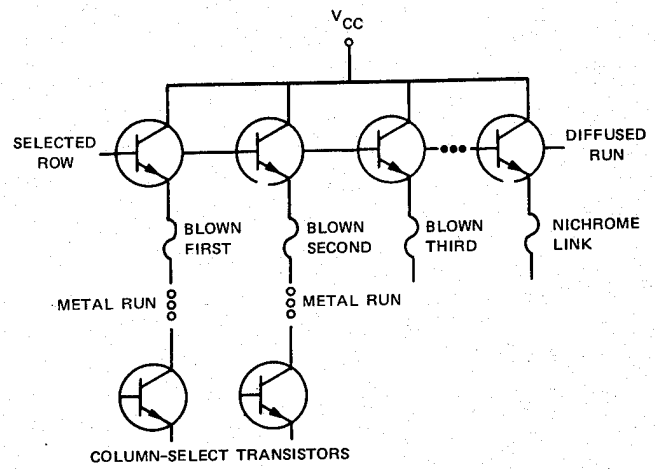 VCC
SELECTED
ROW
DIFFUSED
RUN
BLOWN
FIRST
BLOWN
SECOND
BLOWN
THIRD
NICHROME
LINK
METAL RUN
METAL RUN
COLUMN-SELECT TRANSISTORS